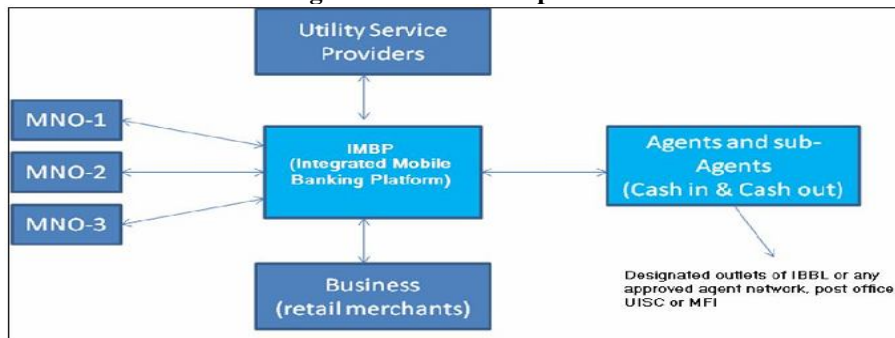 Utility Service
Providers
MNO-1
MNO-2
MNO-3
IMBP
(Integrated Mobile
Banking Platform)
Agents and sub-
Agents
(Cash in & Cash out)
Business
(retail merchants)
Designated outlets of IBBL or any
approved agent network, post office
UISC or MFI